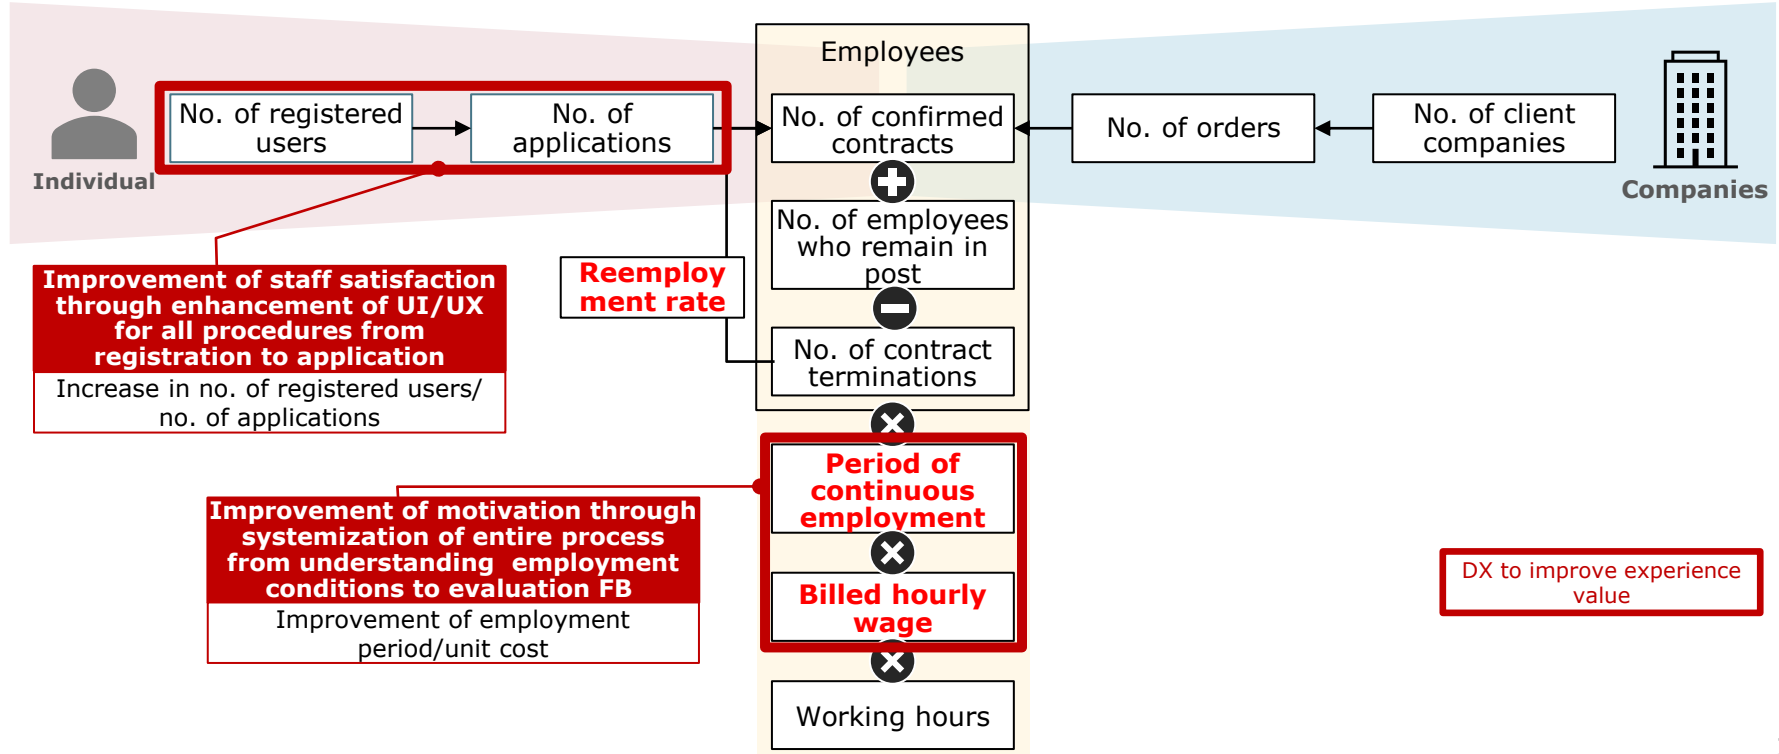 Employees
No. of registered
users
No. of
applications
No. of confirmed
contracts
No. of orders
No. of client
companies
Individual
Companies
No. of employees
who remain in
post
Improvement of staff satisfaction
through enhancement of UI/UX
for all procedures from
registration to application
Increase in no. of registered users/
no. of applications
Reemploy
ment rate
No. of contract
terminations
Period of
continuous
employment
Improvement of motivation through
systemization of entire process
from understanding employment
conditions to evaluation FB
Improvement of employment
period/unit cost
Billed hourly
wage
DX to improve experience
value
Working hours